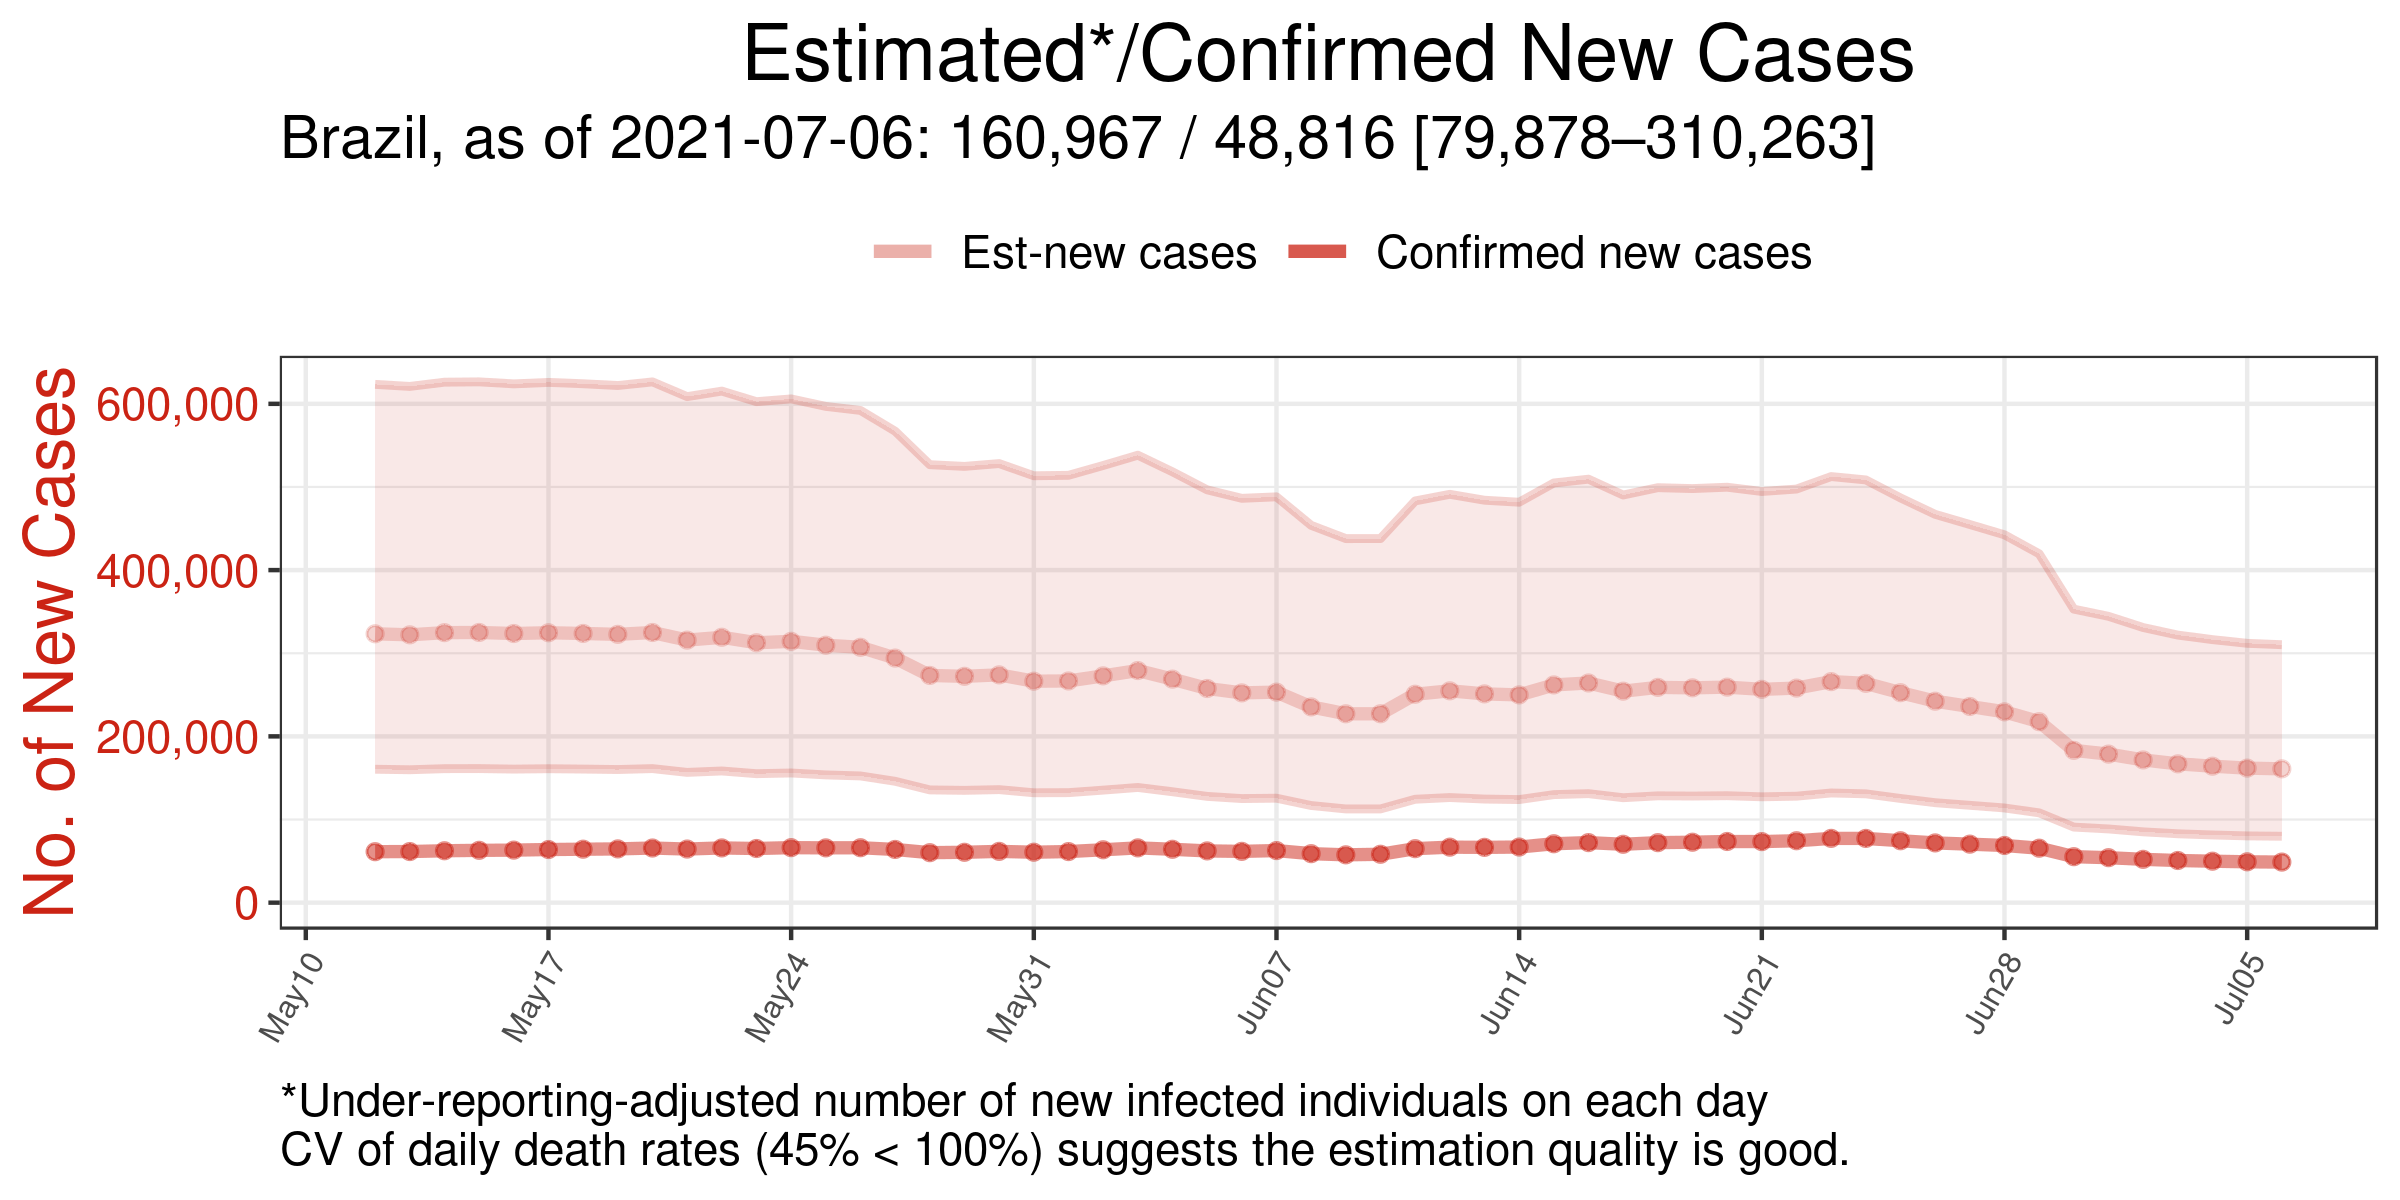 Estimated*/Confirmed New Cases
Brazil, as of 2021-07-06: 160,967 / 48,816 [79,878–310,263]
Est-new cases
Confirmed new cases
No. of New Cases
600,000
400,000
200,000
0
May10
May17
May24
May31
Jun07
Jun14
Jun21
Jun28
Jul05
*Under-reporting-adjusted number of new infected individuals on each day
CV of daily death rates (45% < 100%) suggests the estimation quality is good.